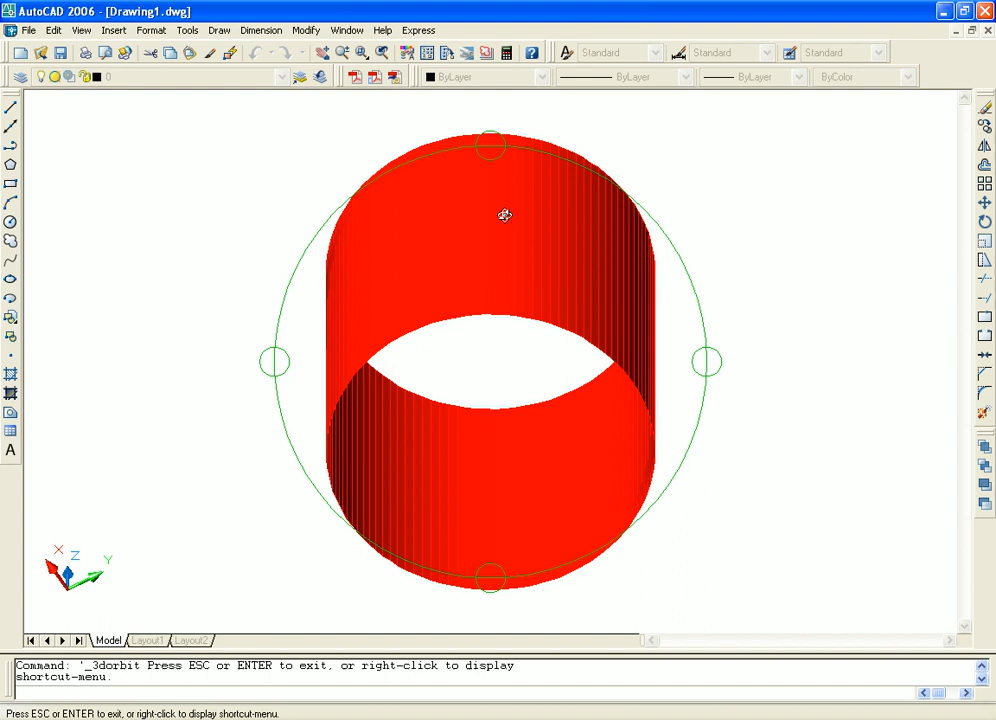 AutoCAD 2006 - [Drawing1.dwg]
File Edit View Insert Format Tools Draw Dimension Modify Window Help Express
Standard Standard Standard
0 ByLayer ByLayer ByLayer ByColor
A
X Z Y
Model Layout1 Layout2
Command: '_3dorbit Press ESC or ENTER to exit, or right-click to display
shortcut-menu.
Press ESC or ENTER to exit, or right-click to display shortcut-menu.